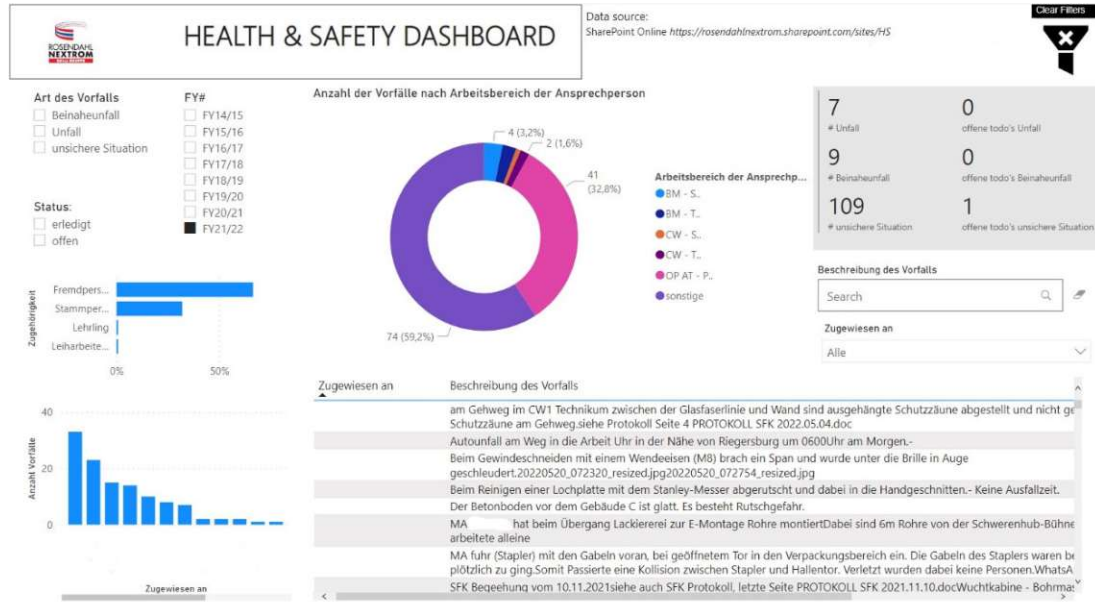 ROSENDAHL
NEXTROM
HEALTH & SAFETY DASHBOARD
Data source:
SharePoint Online https://rosendahlnextrom.sharepoint.com/sites/HS
Clear Filters
Art des Vorfalls
Beinaheunfall
Unfall
unsichere Situation
Status:
erledigt
offen
FY#
FY14/15
FY15/16
FY16/17
FY17/18
FY18/19
FY19/20
FY20/21
FY21/22
Anzahl der Vorfälle nach Arbeitsbereich der Ansprechperson
4 (3,2%)
2 (1,6%)
41
(32,8%)
74 (59,2%)
Arbeitsbereich der Ansprechp...
BM - S..
BM - T..
CW - S..
CW - T..
OP AT - P..
sonstige
7
# Unfall
0
offene todo's Unfall
9
# Beinaheunfall
0
offene todo's Beinaheunfall
109
# unsichere Situation
1
offene todo's unsichere Situation
Beschreibung des Vorfalls
Search
Zugewiesen an
Alle
Zugehörigkeit
Fremdpers...
Stammper...
Lehrling
Leiharbeite...
0%
50%
Anzahl Vorfälle
40
20
0
Zugewiesen an
Zugewiesen an
Beschreibung des Vorfalls
am Gehweg im CW1 Technikum zwischen der Glasfaserlinie und Wand sind ausgehängte Schutzzäune abgestellt und nicht ge
Schutzzäune am Gehweg.siehe Protokoll Seite 4 PROTOKOLL SFK 2022.05.04.doc
Autounfall am Weg in die Arbeit Uhr in der Nähe von Riegersburg um 0600Uhr am Morgen.-
Beim Gewindeschneiden mit einem Wendeeisen (M8) brach ein Span und wurde unter die Brille in Auge
geschleudert.20220520_072320_resized.jpg20220520_072754_resized.jpg
Beim Reinigen einer Lochplatte mit dem Stanley-Messer abgerutscht und dabei in die Handgeschnitten.- Keine Ausfallzeit.
Der Betonboden vor dem Gebäude C ist glatt. Es besteht Rutschgefahr.
MA hat beim Übergang Lackiererei zur E-Montage Rohre montiertDabei sind 6m Rohre von der Schwerenhub-Bühne
arbeitete alleine
MA fuhr (Stapler) mit den Gabeln voran, bei geöffnetem Tor in den Verpackungsbereich ein. Die Gabeln des Staplers waren be
plötzlich zu ging.Somit Passierte eine Kollision zwischen Stapler und Hallentor. Verletzt wurden dabei keine Personen.WhatsA
SFK Begeehung vom 10.11.2021siehe auch SFK Protokoll, letzte Seite PROTOKOLL SFK 2021.11.10.docWuchtkabine - Bohrmas